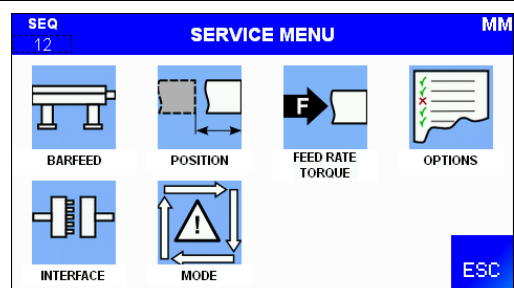 SEQ
12
SERVICE MENU
MM
BARFEED
POSITION
F
FEED RATE
TORQUE
OPTIONS
!
INTERFACE
MODE
ESC